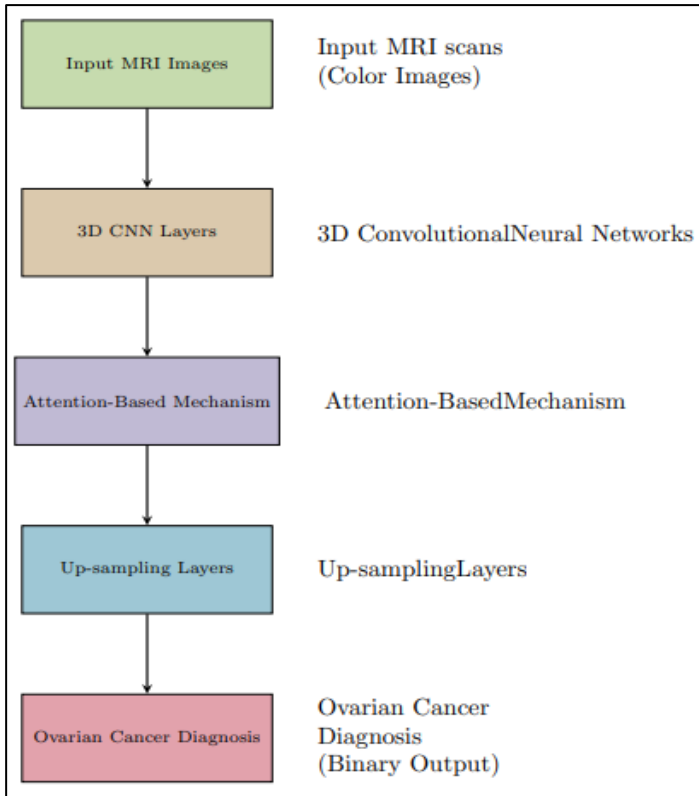 Input MRI Images
Input MRI scans
(Color Images)
3D CNN Layers
3D ConvolutionalNeural Networks
Attention-Based Mechanism
Attention-BasedMechanism
Up-sampling Layers
Up-samplingLayers
Ovarian Cancer Diagnosis
Ovarian Cancer
Diagnosis
(Binary Output)